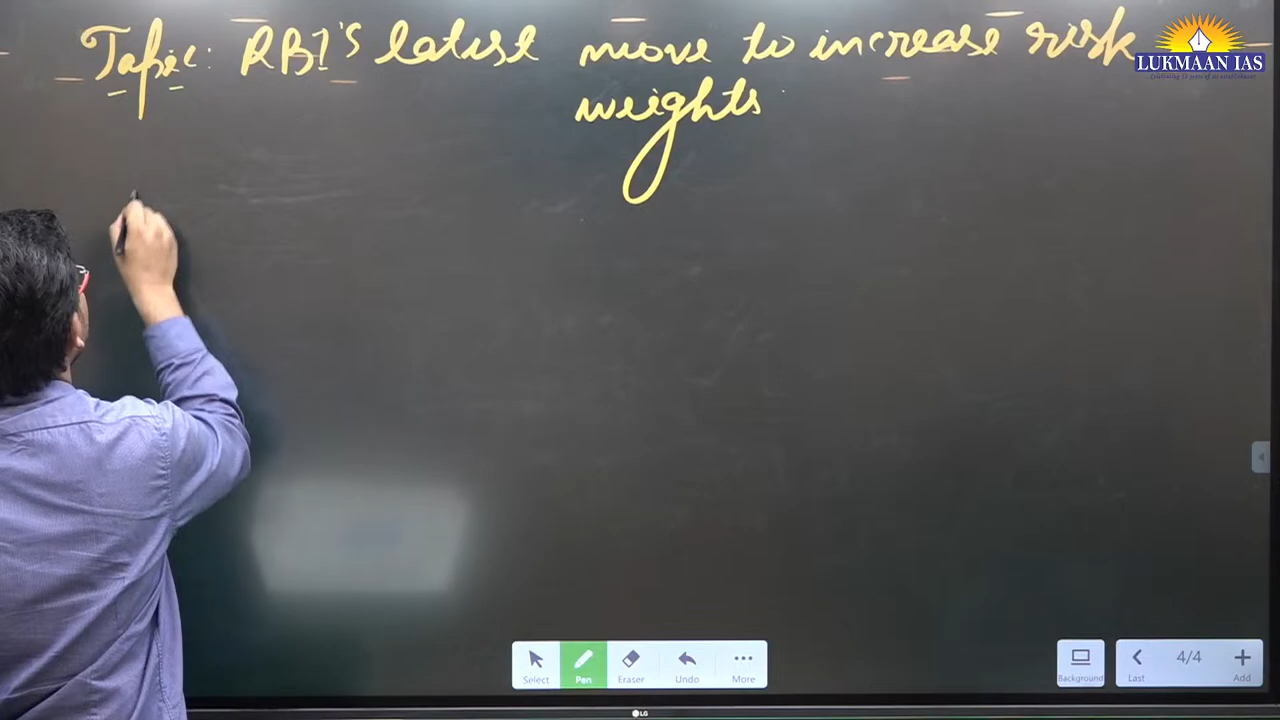 Topic: RBI's latest move to increase risk
weights
LUKMAAN IAS
Select
Pen
Eraser
Undo
More
Background
Last
4/4
Add
LG